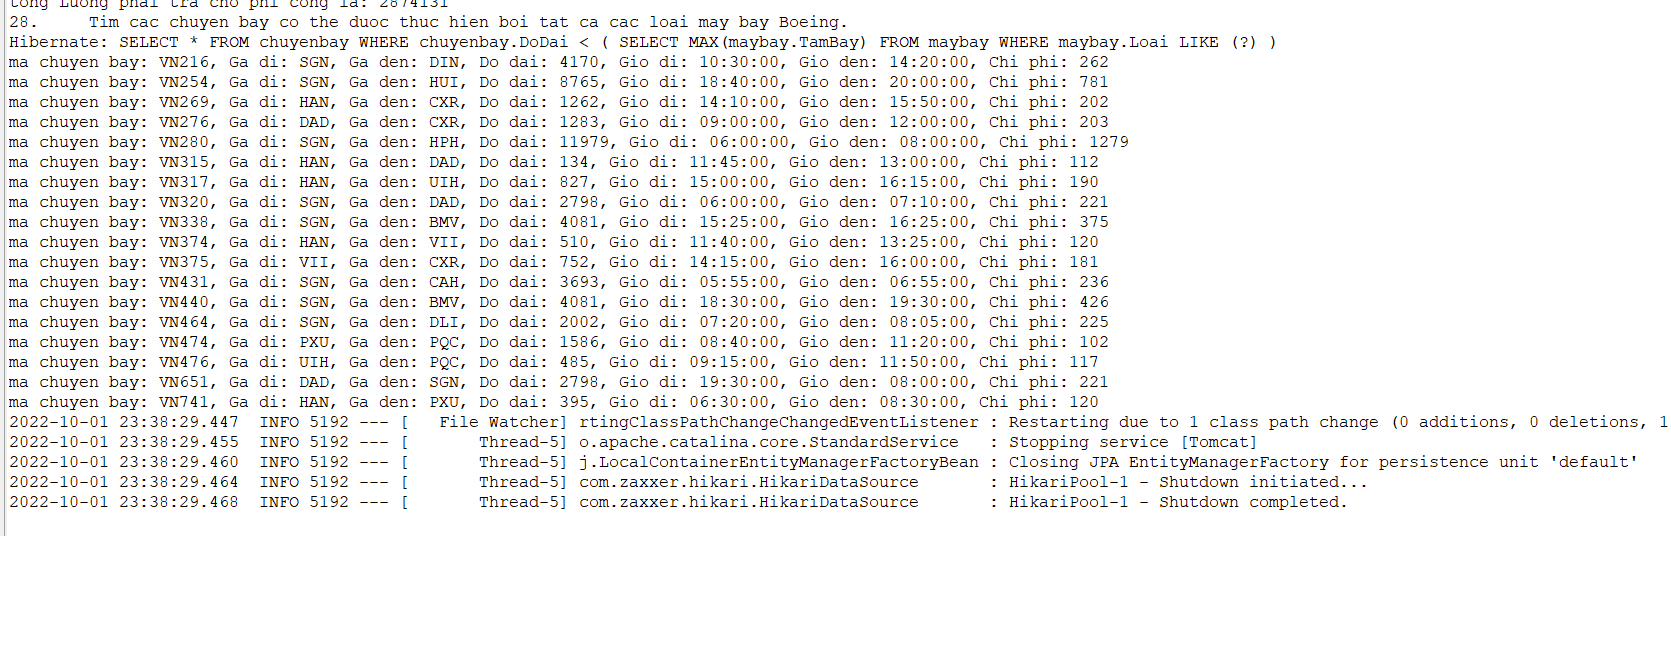 tong Luong phai tra cho phi cong la: 2874131
28.     Tim cac chuyen bay co the duoc thuc hien boi tat ca cac loai may bay Boeing.
Hibernate: SELECT * FROM chuyenbay WHERE chuyenbay.DoDai < ( SELECT MAX(maybay.TamBay) FROM maybay WHERE maybay.Loai LIKE (?) )
ma chuyen bay: VN216, Ga di: SGN, Ga den: DIN, Do dai: 4170, Gio di: 10:30:00, Gio den: 14:20:00, Chi phi: 262
ma chuyen bay: VN254, Ga di: SGN, Ga den: HUI, Do dai: 8765, Gio di: 18:40:00, Gio den: 20:00:00, Chi phi: 781
ma chuyen bay: VN269, Ga di: HAN, Ga den: CXR, Do dai: 1262, Gio di: 14:10:00, Gio den: 15:50:00, Chi phi: 202
ma chuyen bay: VN276, Ga di: DAD, Ga den: CXR, Do dai: 1283, Gio di: 09:00:00, Gio den: 12:00:00, Chi phi: 203
ma chuyen bay: VN280, Ga di: SGN, Ga den: HPH, Do dai: 11979, Gio di: 06:00:00, Gio den: 08:00:00, Chi phi: 1279
ma chuyen bay: VN315, Ga di: HAN, Ga den: DAD, Do dai: 134, Gio di: 11:45:00, Gio den: 13:00:00, Chi phi: 112
ma chuyen bay: VN317, Ga di: HAN, Ga den: UIH, Do dai: 827, Gio di: 15:00:00, Gio den: 16:15:00, Chi phi: 190
ma chuyen bay: VN320, Ga di: SGN, Ga den: DAD, Do dai: 2798, Gio di: 06:00:00, Gio den: 07:10:00, Chi phi: 221
ma chuyen bay: VN338, Ga di: SGN, Ga den: BMV, Do dai: 4081, Gio di: 15:25:00, Gio den: 16:25:00, Chi phi: 375
ma chuyen bay: VN374, Ga di: HAN, Ga den: VII, Do dai: 510, Gio di: 11:40:00, Gio den: 13:25:00, Chi phi: 120
ma chuyen bay: VN375, Ga di: VII, Ga den: CXR, Do dai: 752, Gio di: 14:15:00, Gio den: 16:00:00, Chi phi: 181
ma chuyen bay: VN431, Ga di: SGN, Ga den: CAH, Do dai: 3693, Gio di: 05:55:00, Gio den: 06:55:00, Chi phi: 236
ma chuyen bay: VN440, Ga di: SGN, Ga den: BMV, Do dai: 4081, Gio di: 18:30:00, Gio den: 19:30:00, Chi phi: 426
ma chuyen bay: VN464, Ga di: SGN, Ga den: DLI, Do dai: 2002, Gio di: 07:20:00, Gio den: 08:05:00, Chi phi: 225
ma chuyen bay: VN474, Ga di: PXU, Ga den: PQC, Do dai: 1586, Gio di: 08:40:00, Gio den: 11:20:00, Chi phi: 102
ma chuyen bay: VN476, Ga di: UIH, Ga den: PQC, Do dai: 485, Gio di: 09:15:00, Gio den: 11:50:00, Chi phi: 117
ma chuyen bay: VN651, Ga di: DAD, Ga den: SGN, Do dai: 2798, Gio di: 19:30:00, Gio den: 08:00:00, Chi phi: 221
ma chuyen bay: VN741, Ga di: HAN, Ga den: PXU, Do dai: 395, Gio di: 06:30:00, Gio den: 08:30:00, Chi phi: 120
2022-10-01 23:38:29.447  INFO 5192 --- [   File Watcher] rtingClassPathChangeChangedEventListener : Restarting due to 1 class path change (0 additions, 0 deletions, 1
2022-10-01 23:38:29.455  INFO 5192 --- [       Thread-5] o.apache.catalina.core.StandardService   : Stopping service [Tomcat]
2022-10-01 23:38:29.460  INFO 5192 --- [       Thread-5] j.LocalContainerEntityManagerFactoryBean : Closing JPA EntityManagerFactory for persistence unit 'default'
2022-10-01 23:38:29.464  INFO 5192 --- [       Thread-5] com.zaxxer.hikari.HikariDataSource       : HikariPool-1 - Shutdown initiated...
2022-10-01 23:38:29.468  INFO 5192 --- [       Thread-5] com.zaxxer.hikari.HikariDataSource       : HikariPool-1 - Shutdown completed.